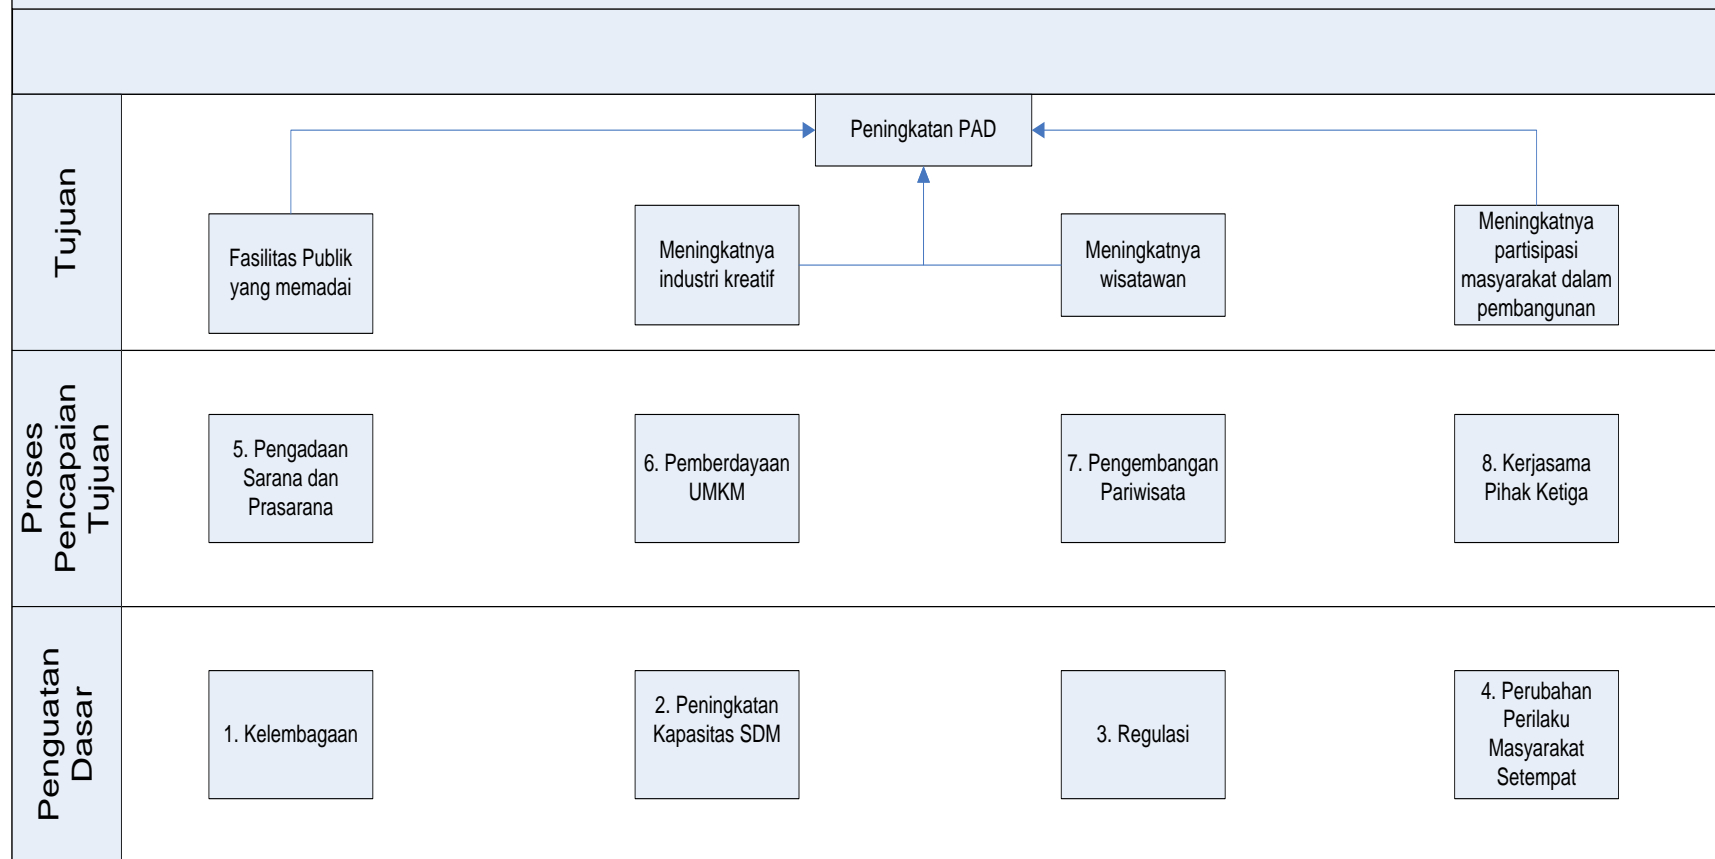 Tujuan
Peningkatan PAD
Fasilitas Publik
yang memadai
Meningkatnya
industri kreatif
Meningkatnya
wisatawan
Meningkatnya
partisipasi
masyarakat dalam
pembangunan
Proses
Pencapaian
Tujuan
5. Pengadaan
Sarana dan
Prasarana
6. Pemberdayaan
UMKM
7. Pengembangan
Pariwisata
8. Kerjasama
Pihak Ketiga
Penguatan
Dasar
1. Kelembagaan
2. Peningkatan
Kapasitas SDM
3. Regulasi
4. Perubahan
Perilaku
Masyarakat
Setempat